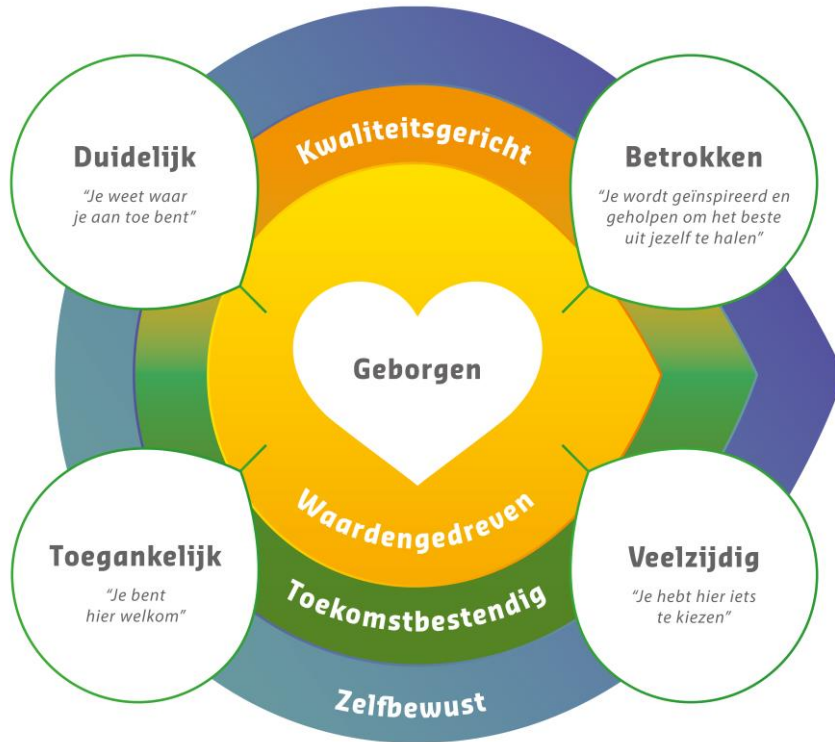 Kwaliteitsgericht
Duidelijk
“Je weet waar
je aan toe bent”
Betrokken
“Je wordt geïnspireerd en
geholpen om het beste
uit jezelf te halen”
Geborgen
Waardengedreven
Toegankelijk
“Je bent
hier welkom”
Veelzijdig
“Je hebt hier iets
te kiezen”
Toekomstbestendig
Zelfbewust